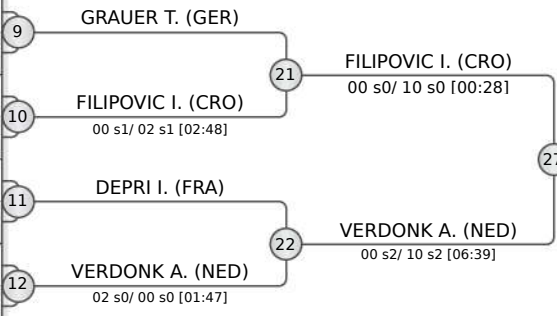 GRAUER T. (GER)
9
21
FILIPOVIC I. (CRO)
00 s0/ 10 s0 [00:28]
FILIPOVIC I. (CRO)
10
00 s1/ 02 s1 [02:48]
27
DEPRI I. (FRA)
11
22
VERDONK A. (NED)
00 s2/ 10 s2 [06:39]
VERDONK A. (NED)
12
02 s0/ 00 s0 [01:47]